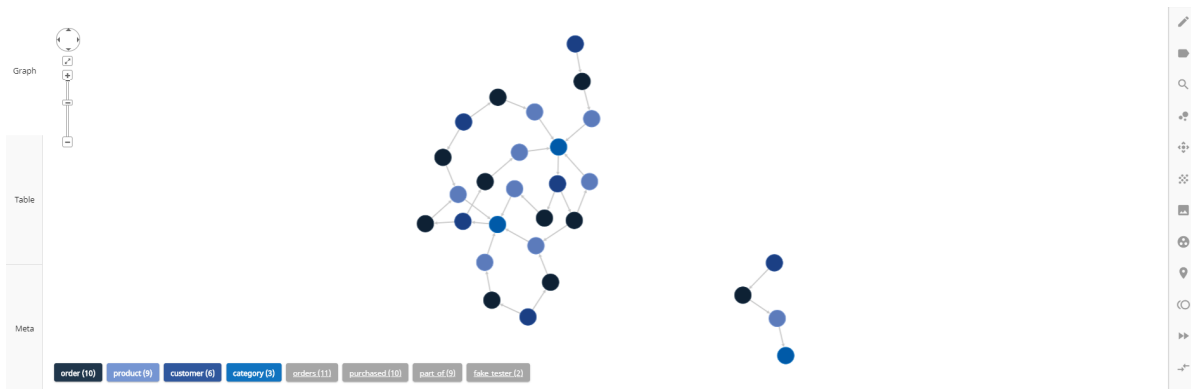 Graph
Table
Meta
order (10) product (9) customer (6) category (3) orders (11) purchased (10) part_of (9) fake_tester (2)